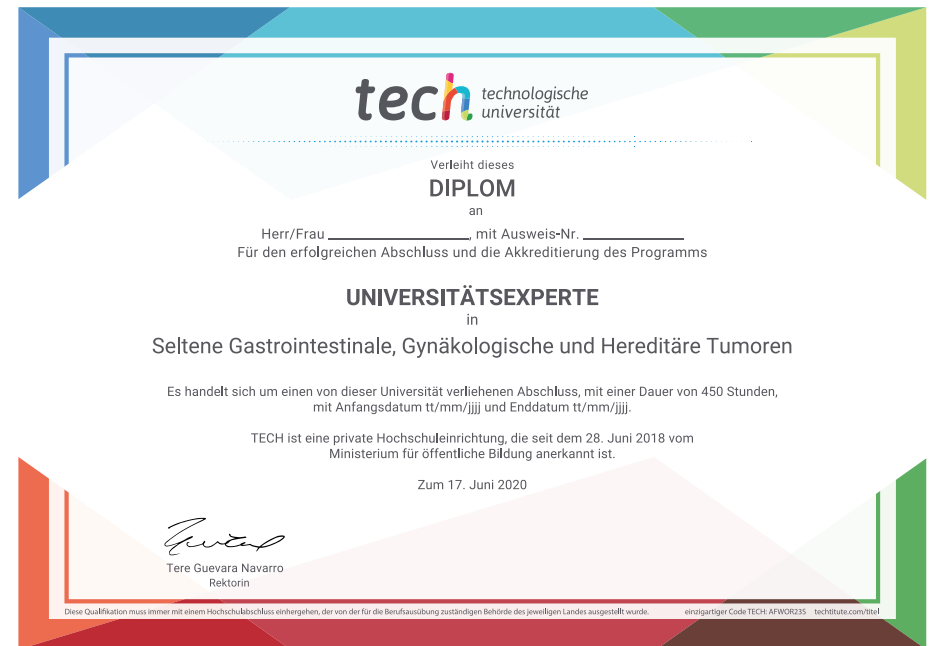 tech technologische
universität
Verleiht dieses
DIPLOM
an
Herr/Frau ____________, mit Ausweis-Nr. ____________
Für den erfolgreichen Abschluss und die Akkreditierung des Programms
UNIVERSITÄTSEXPERTE
in
Seltene Gastrointestinale, Gynäkologische und Hereditäre Tumoren
Es handelt sich um einen von dieser Universität verliehenen Abschluss, mit einer Dauer von 450 Stunden,
mit Anfangsdatum tt/mm/jjjj und Enddatum tt/mm/jjjj.
TECH ist eine private Hochschuleinrichtung, die seit dem 28. Juni 2018 vom
Ministerium für öffentliche Bildung anerkannt ist.
Zum 17. Juni 2020
Tere Guevara Navarro
Rektorin
Diese Qualifikation muss immer mit einem Hochschulabschluss einhergehen, der von der für die Berufsausübung zuständigen Behörde des jeweiligen Landes ausgestellt wurde. einzigartiger Code TECH: AFWOR23S techtitute.com/titel